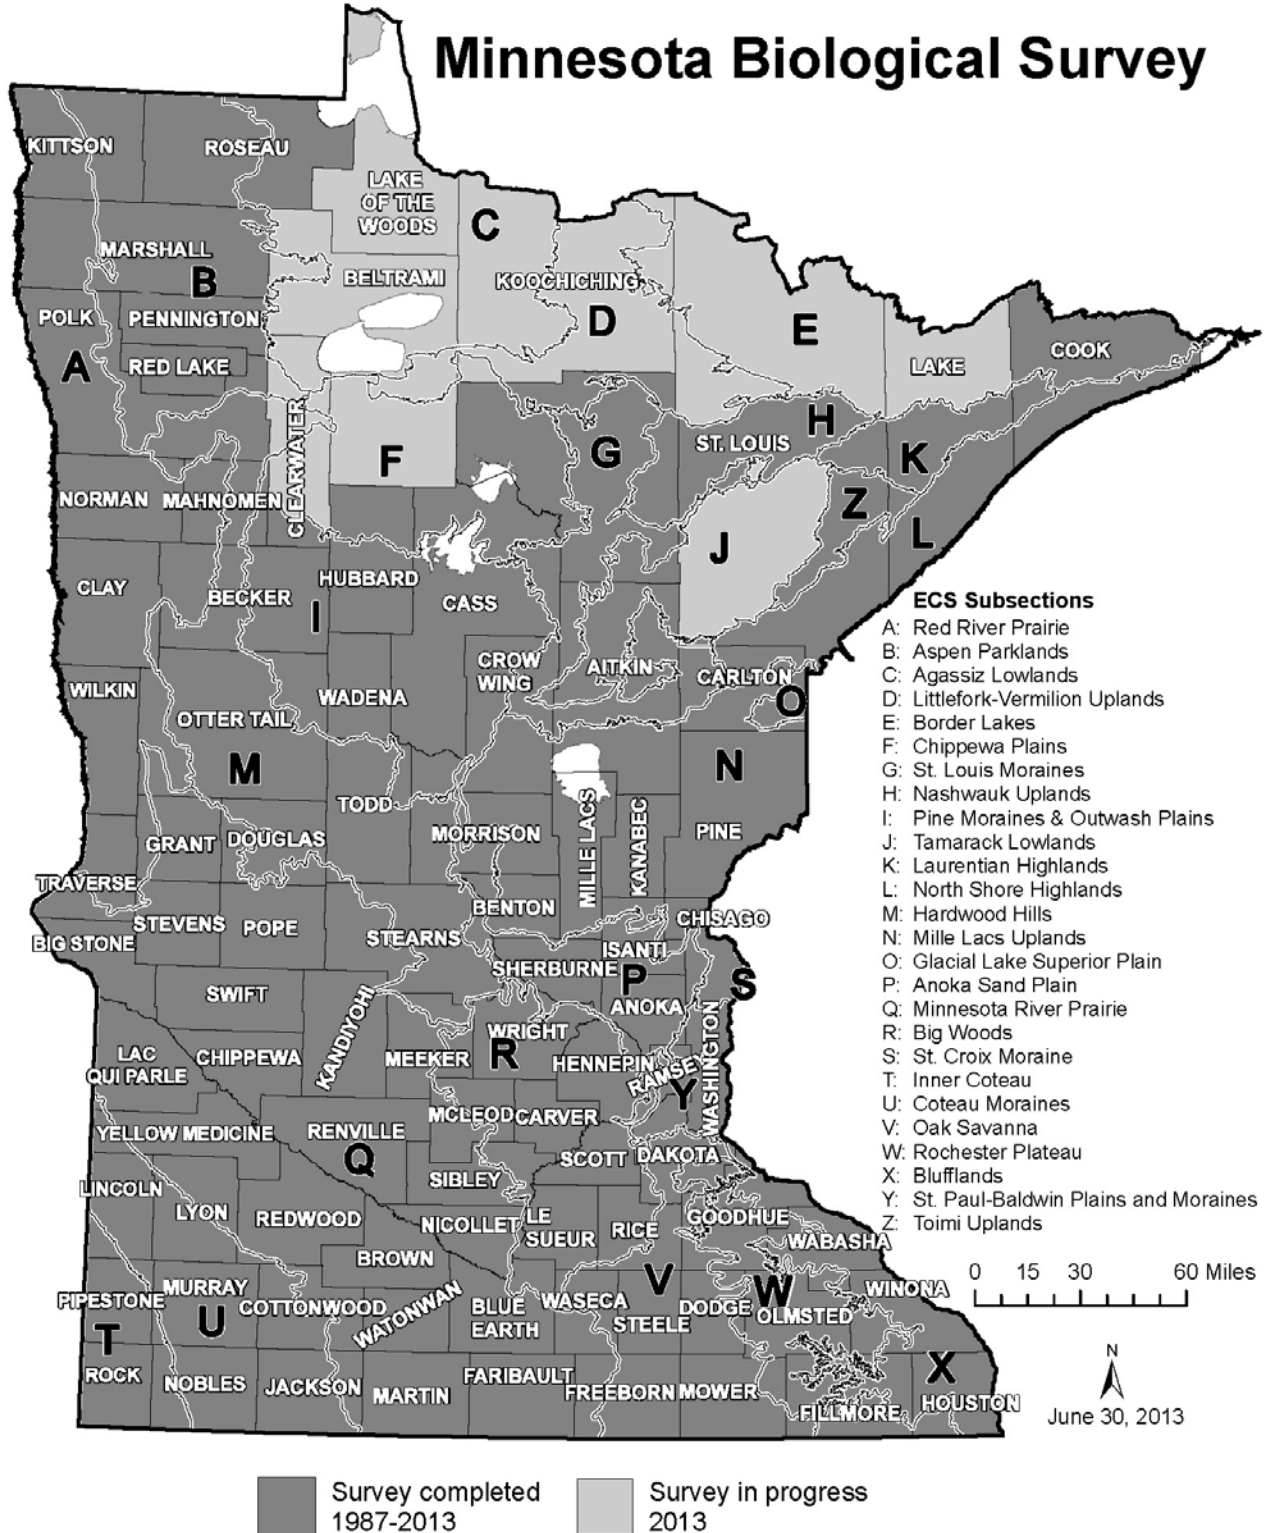 Minnesota Biological Survey
KITTSON
ROSEAU
LAKE
OF THE
WOODS
C
MARSHALL
B
BELTRAMI
KOOCHICHING
POLK
PENNINGTON
D
E
A
RED LAKE
LAKE
COOK
CLEARWATER
F
G
ST. LOUIS
H
K
NORMAN
MAHNOMEN
Z
J
L
CLAY
BECKER
I
HUBBARD
CASS
WILKIN
OTTER TAIL
WADENA
CROW
WING
AITKIN
CARLTON
O
M
N
TODD
GRANT
DOUGLAS
MORRISON
MILLE LACS
KANABEC
PINE
TRAVERSE
BENTON
CHISAGO
BIG STONE
STEVENS
POPE
STEARNS
SHERBURNE
ISANTI
P
S
SWIFT
KANDIYOHI
ANOKA
WASHINGTON
LAC
QUI PARLE
CHIPPEWA
MEEKER
WRIGHT
R
HENNEPIN
RAMSEY
Y
YELLOW MEDICINE
RENVILLE
Q
MCLEOD
CARVER
SCOTT
DAKOTA
LINCOLN
LYON
REDWOOD
SIBLEY
NICOLLET
LE
SUEUR
RICE
GOODHUE
WABASHA
BROWN
PIPESTONE
MURRAY
U
COTTONWOOD
WATONWAN
BLUE
EARTH
WASECA
V
STEELE
DODGE
W
OLMSTED
WINONA
T
ROCK
NOBLES
JACKSON
MARTIN
FARIBAULT
FREEBORN
MOWER
FILLMORE
X
HOUSTON
ECS Subsections
A: Red River Prairie
B: Aspen Parklands
C: Agassiz Lowlands
D: Littlefork-Vermilion Uplands
E: Border Lakes
F: Chippewa Plains
G: St. Louis Moraines
H: Nashwauk Uplands
I: Pine Moraines & Outwash Plains
J: Tamarack Lowlands
K: Laurentian Highlands
L: North Shore Highlands
M: Hardwood Hills
N: Mille Lacs Uplands
O: Glacial Lake Superior Plain
P: Anoka Sand Plain
Q: Minnesota River Prairie
R: Big Woods
S: St. Croix Moraine
T: Inner Coteau
U: Coteau Moraines
V: Oak Savanna
W: Rochester Plateau
X: Blufflands
Y: St. Paul-Baldwin Plains and Moraines
Z: Toimi Uplands
0 15 30 60 Miles
N
June 30, 2013
Survey completed
1987-2013
Survey in progress
2013